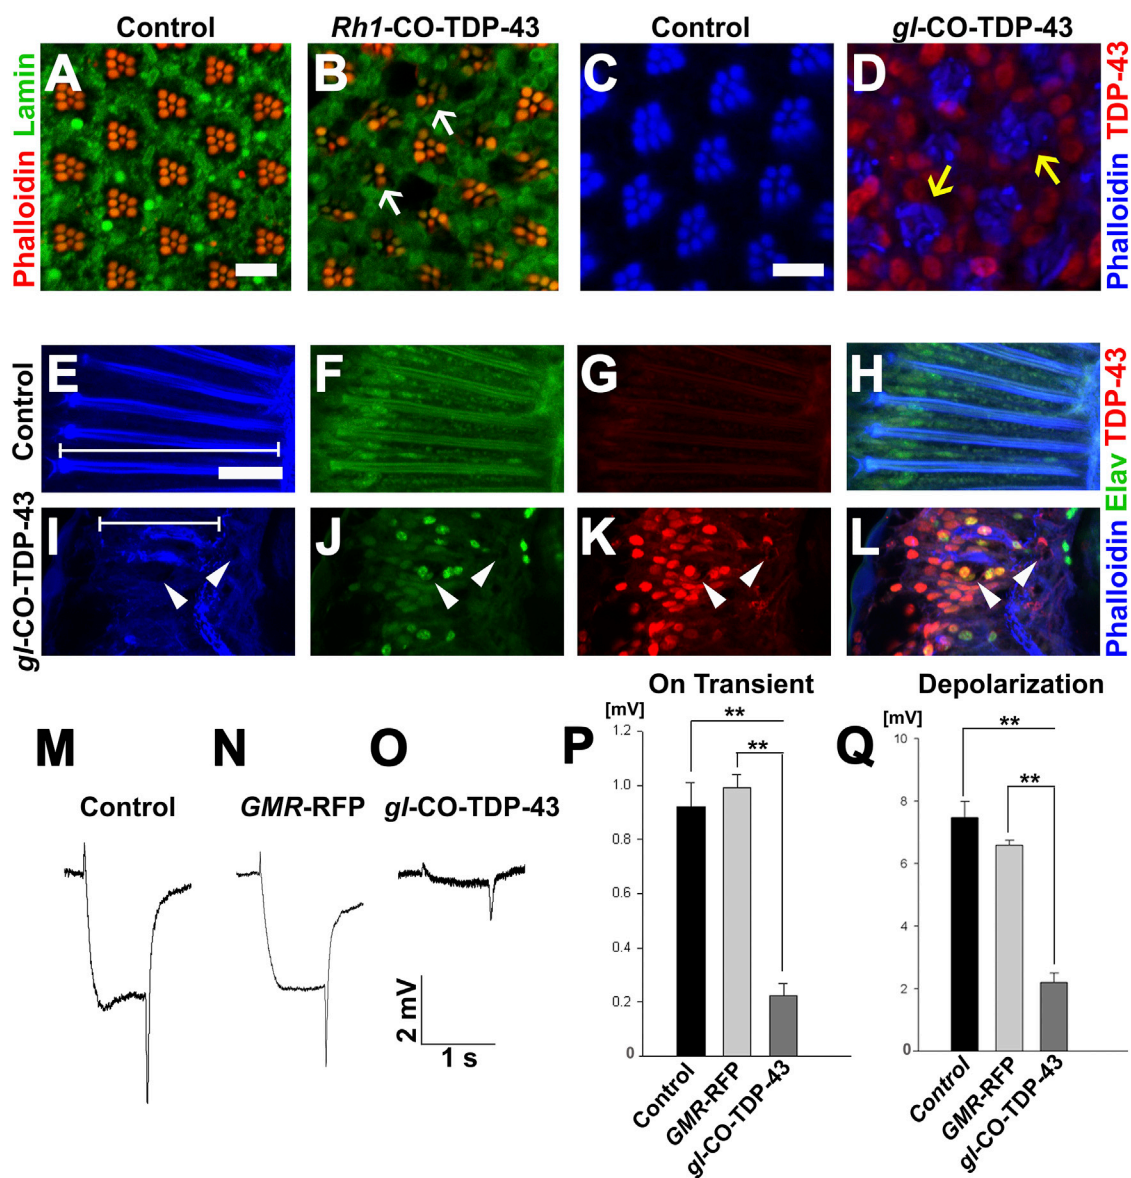 Control
Rh1-CO-TDP-43
Control
gl-CO-TDP-43
Phalloidin Lamin
A
B
C
D
Phalloidin TDP-43
Control
E
F
G
H
gl-CO-TDP-43
I
J
K
L
Phalloidin Elav TDP-43
M
Control
N
GMR-RFP
O
gl-CO-TDP-43
2 mV
1 s
On Transient
P
[mV]
1.2
1.0
0.8
0.6
0.4
0.2
0
**
**
Control
GMR-RFP
gl-CO-TDP-43
Depolarization
Q
[mV]
10
8
6
4
2
0
**
**
Control
GMR-RFP
gl-CO-TDP-43